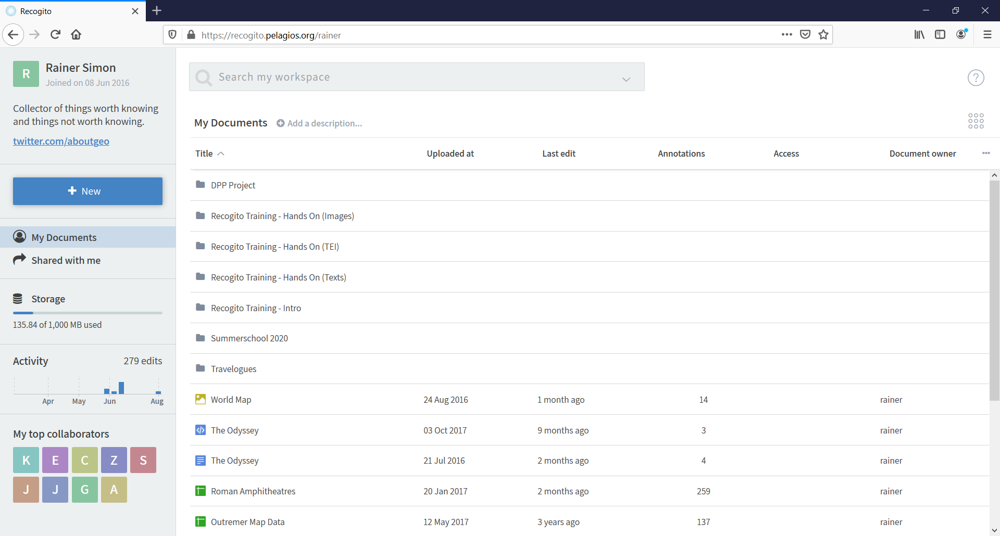 Recogito
https://recogito.pelagios.org/rainer
R
Rainer Simon
Joined on 08 Jun 2016
Collector of things worth knowing
and things not worth knowing.
twitter.com/aboutgeo
New
My Documents
Shared with me
Storage
135.84 of 1,000 MB used
Activity 279 edits
Apr May Jun Aug
My top collaborators
K E C Z S
J J G A
Search my workspace
?
My Documents Add a description...
Title Uploaded at Last edit Annotations Access Document owner
DPP Project
Recogito Training - Hands On (Images)
Recogito Training - Hands On (TEI)
Recogito Training - Hands On (Texts)
Recogito Training - Intro
Summerschool 2020
Travelogues
World Map 24 Aug 2016 1 month ago 14 rainer
The Odyssey 03 Oct 2017 9 months ago 3 rainer
The Odyssey 21 Jul 2016 2 months ago 4 rainer
Roman Amphitheatres 20 Jan 2017 2 months ago 259 rainer
Outremer Map Data 12 May 2017 3 years ago 137 rainer